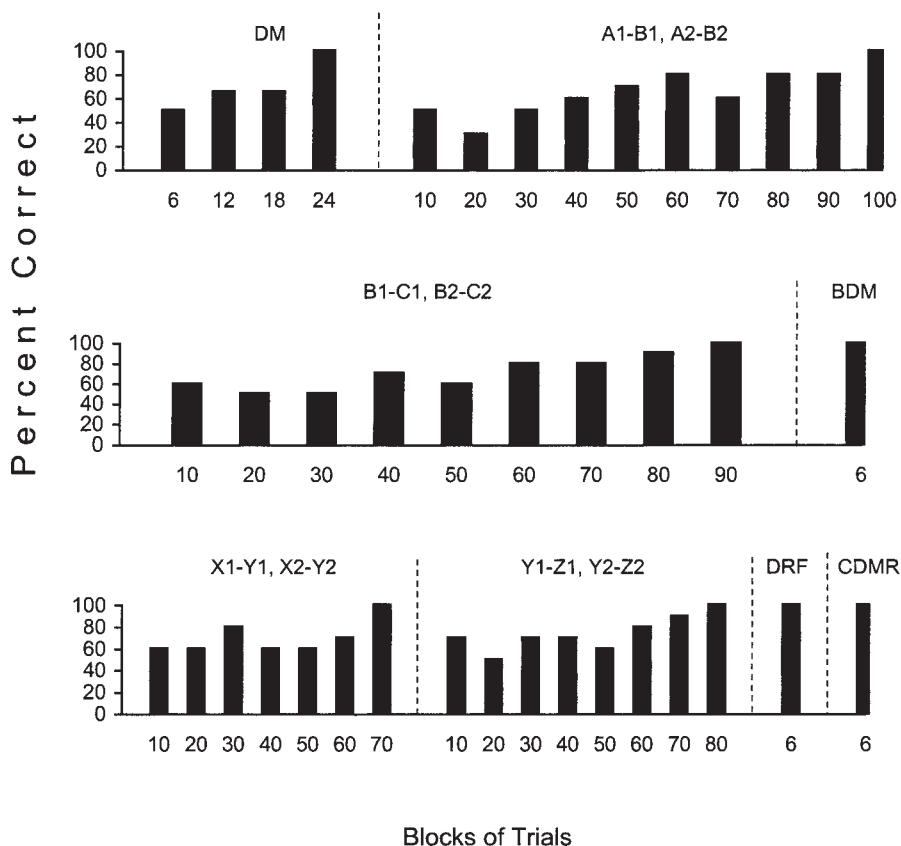 Percent Correct
DM A1-B1, A2-B2
100
80
60
40
20
0
6 12 18 24 10 20 30 40 50 60 70 80 90 100
B1-C1, B2-C2 BDM
100
80
60
40
20
0
10 20 30 40 50 60 70 80 90 6
X1-Y1, X2-Y2 Y1-Z1, Y2-Z2 DRF CDMR
100
80
60
40
20
0
10 20 30 40 50 60 70 10 20 30 40 50 60 70 80 6 6
Blocks of Trials